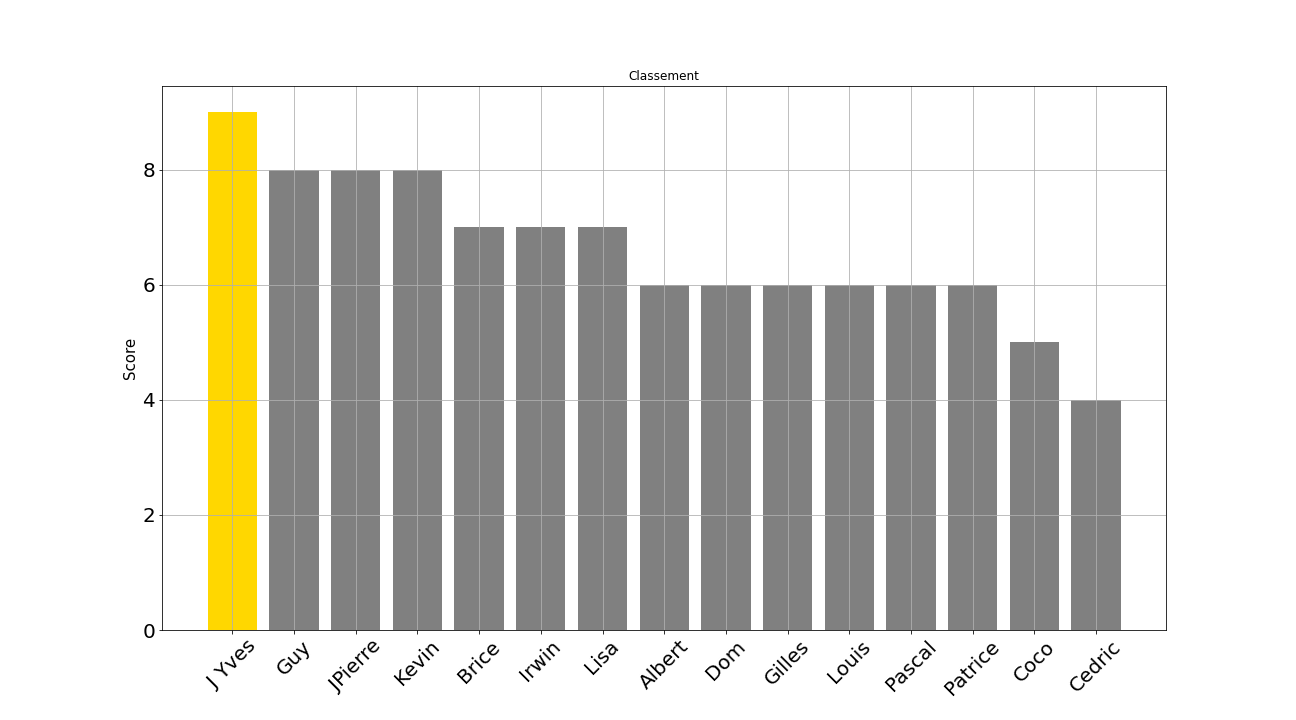 Classement
Score
8
6
4
2
0
J Yves
Guy
JPierre
Kevin
Brice
Irwin
Lisa
Albert
Dom
Gilles
Louis
Pascal
Patrice
Coco
Cedric